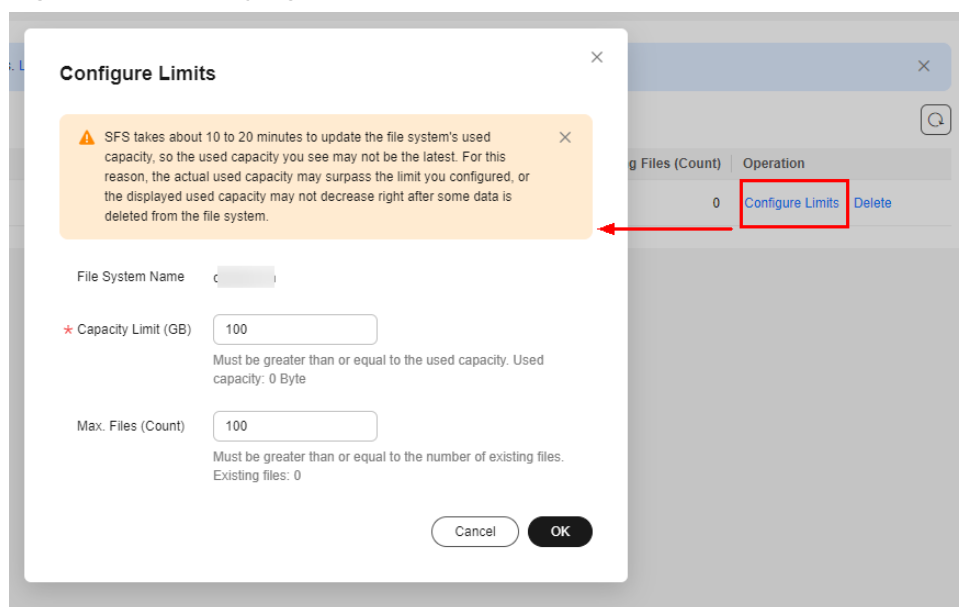 Configure Limits
SFS takes about 10 to 20 minutes to update the file system's used
capacity, so the used capacity you see may not be the latest. For this
reason, the actual used capacity may surpass the limit you configured, or
the displayed used capacity may not decrease right after some data is
deleted from the file system.
g Files (Count) Operation
0 Configure Limits Delete
File System Name
* Capacity Limit (GB) 100
Must be greater than or equal to the used capacity. Used
capacity: 0 Byte
Max. Files (Count) 100
Must be greater than or equal to the number of existing files.
Existing files: 0
Cancel OK